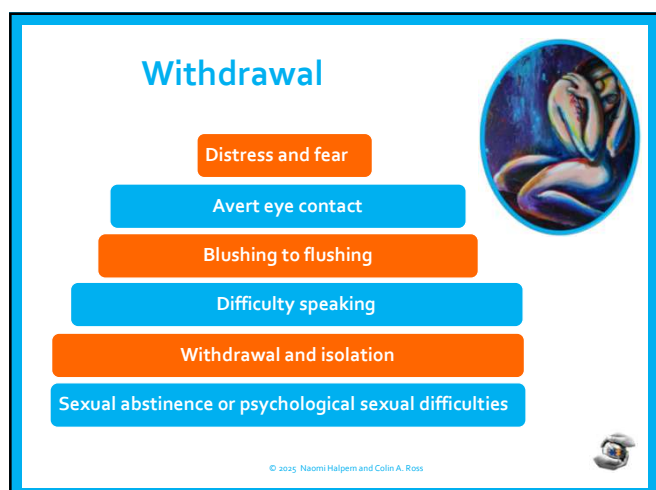 Withdrawal
Distress and fear
Avert eye contact
Blushing to flushing
Difficulty speaking
Withdrawal and isolation
Sexual abstinence or psychological sexual difficulties
© 2025 Naomi Halpern and Colin A. Ross